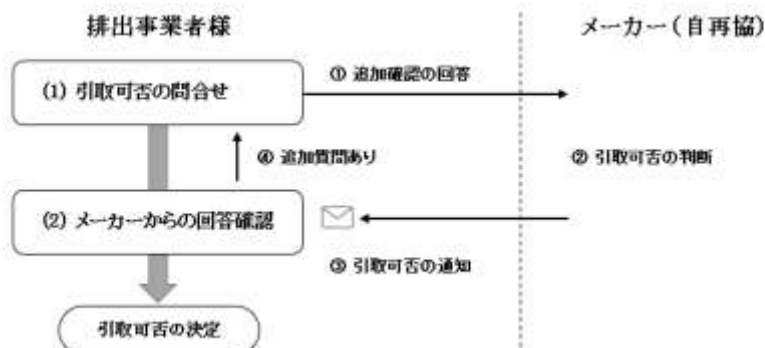 排出事業者様
メーカー(自再協)
(1) 引取可否の問合せ
① 追加確認の回答
④ 追加質問あり
② 引取可否の判断
(2) メーカーからの回答確認
③ 引取可否の通知
引取可否の決定